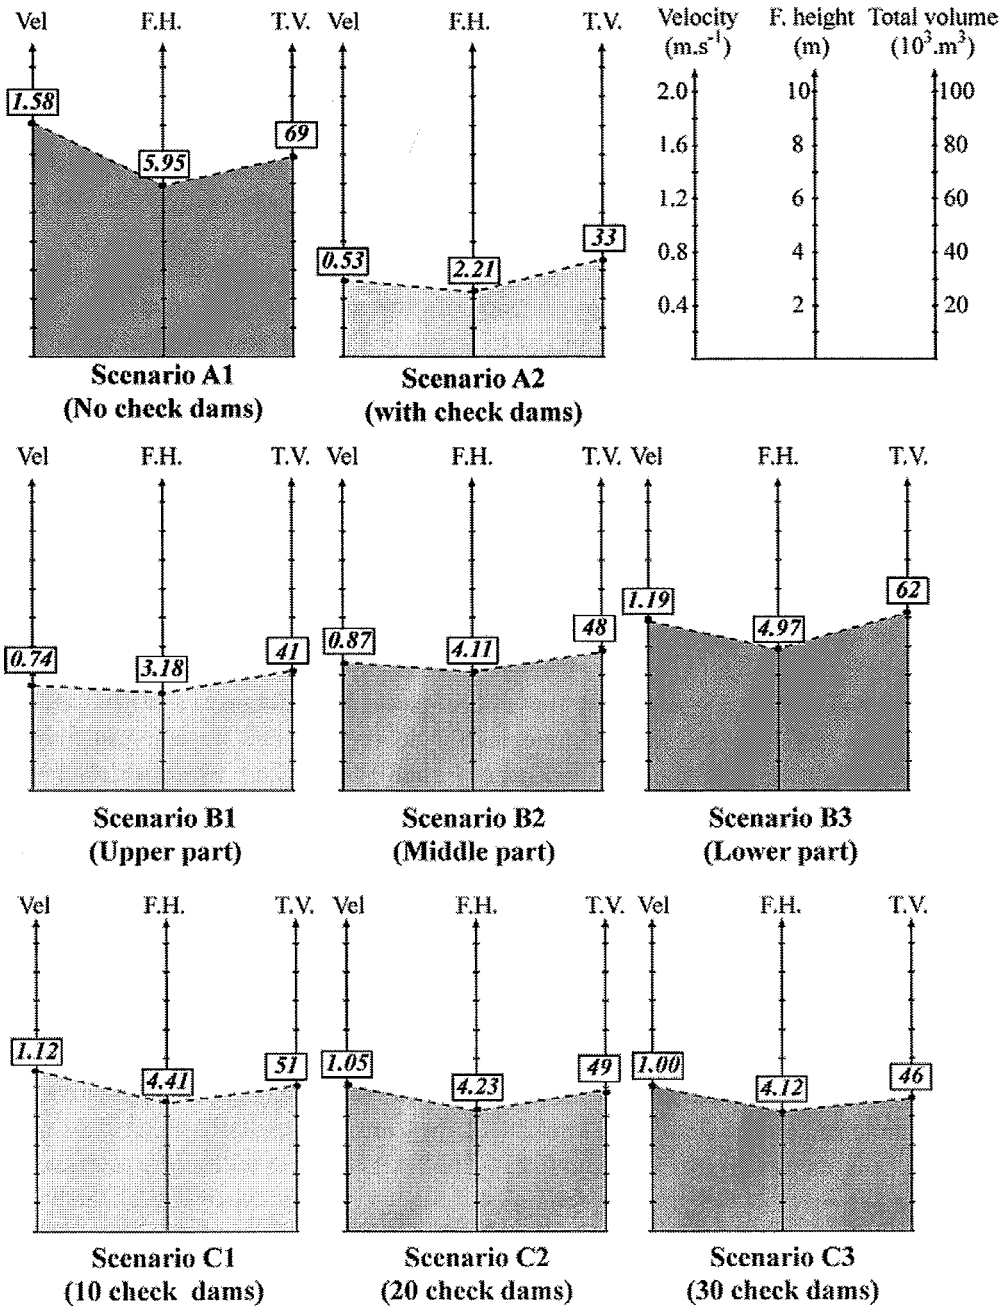 Vel F.H. T.V.
1.58 5.95 69
Scenario A1
(No check dams)
Vel F.H. T.V.
0.53 2.21 33
Scenario A2
(with check dams)
Velocity F. height Total volume
(m.s⁻¹) (m) (10³.m³)
2.0 10 100
1.6 8 80
1.2 6 60
0.8 4 40
0.4 2 20
Vel F.H. T.V.
0.74 3.18 41
Scenario B1
(Upper part)
Vel F.H. T.V.
0.87 4.11 48
Scenario B2
(Middle part)
Vel F.H. T.V.
1.19 4.97 62
Scenario B3
(Lower part)
Vel F.H. T.V.
1.12 4.41 51
Scenario C1
(10 check dams)
Vel F.H. T.V.
1.05 4.23 49
Scenario C2
(20 check dams)
Vel F.H. T.V.
1.00 4.12 46
Scenario C3
(30 check dams)